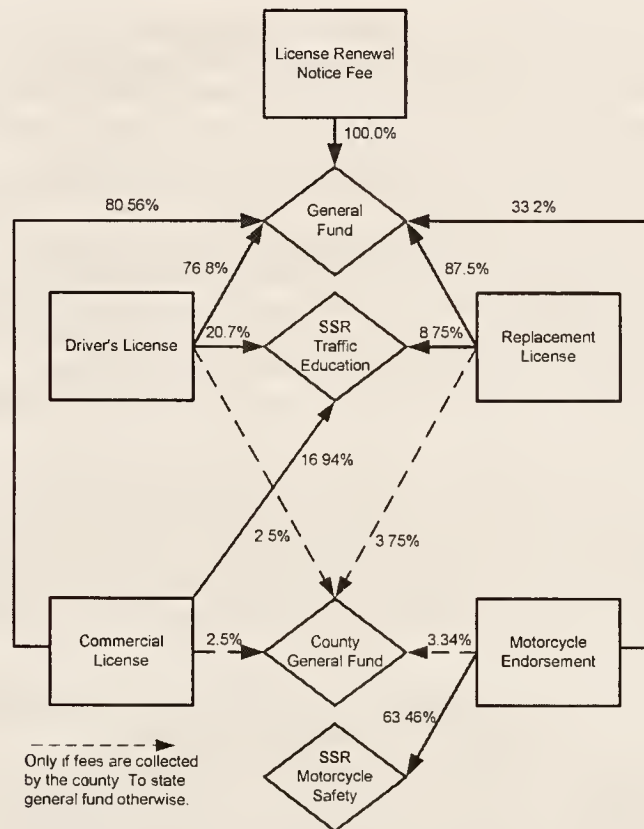 License Renewal
Notice Fee
100.0%
80 56%
General
Fund
33 2%
76 8%
87.5%
Driver's License
20.7%
SSR
Traffic
Education
8 75%
Replacement
License
16 94%
2 5%
3 75%
Commercial
License
2.5%
County
General Fund
3.34%
Motorcycle
Endorsement
63 46%
SSR
Motorcycle
Safety
Only if fees are collected
by the county To state
general fund otherwise.